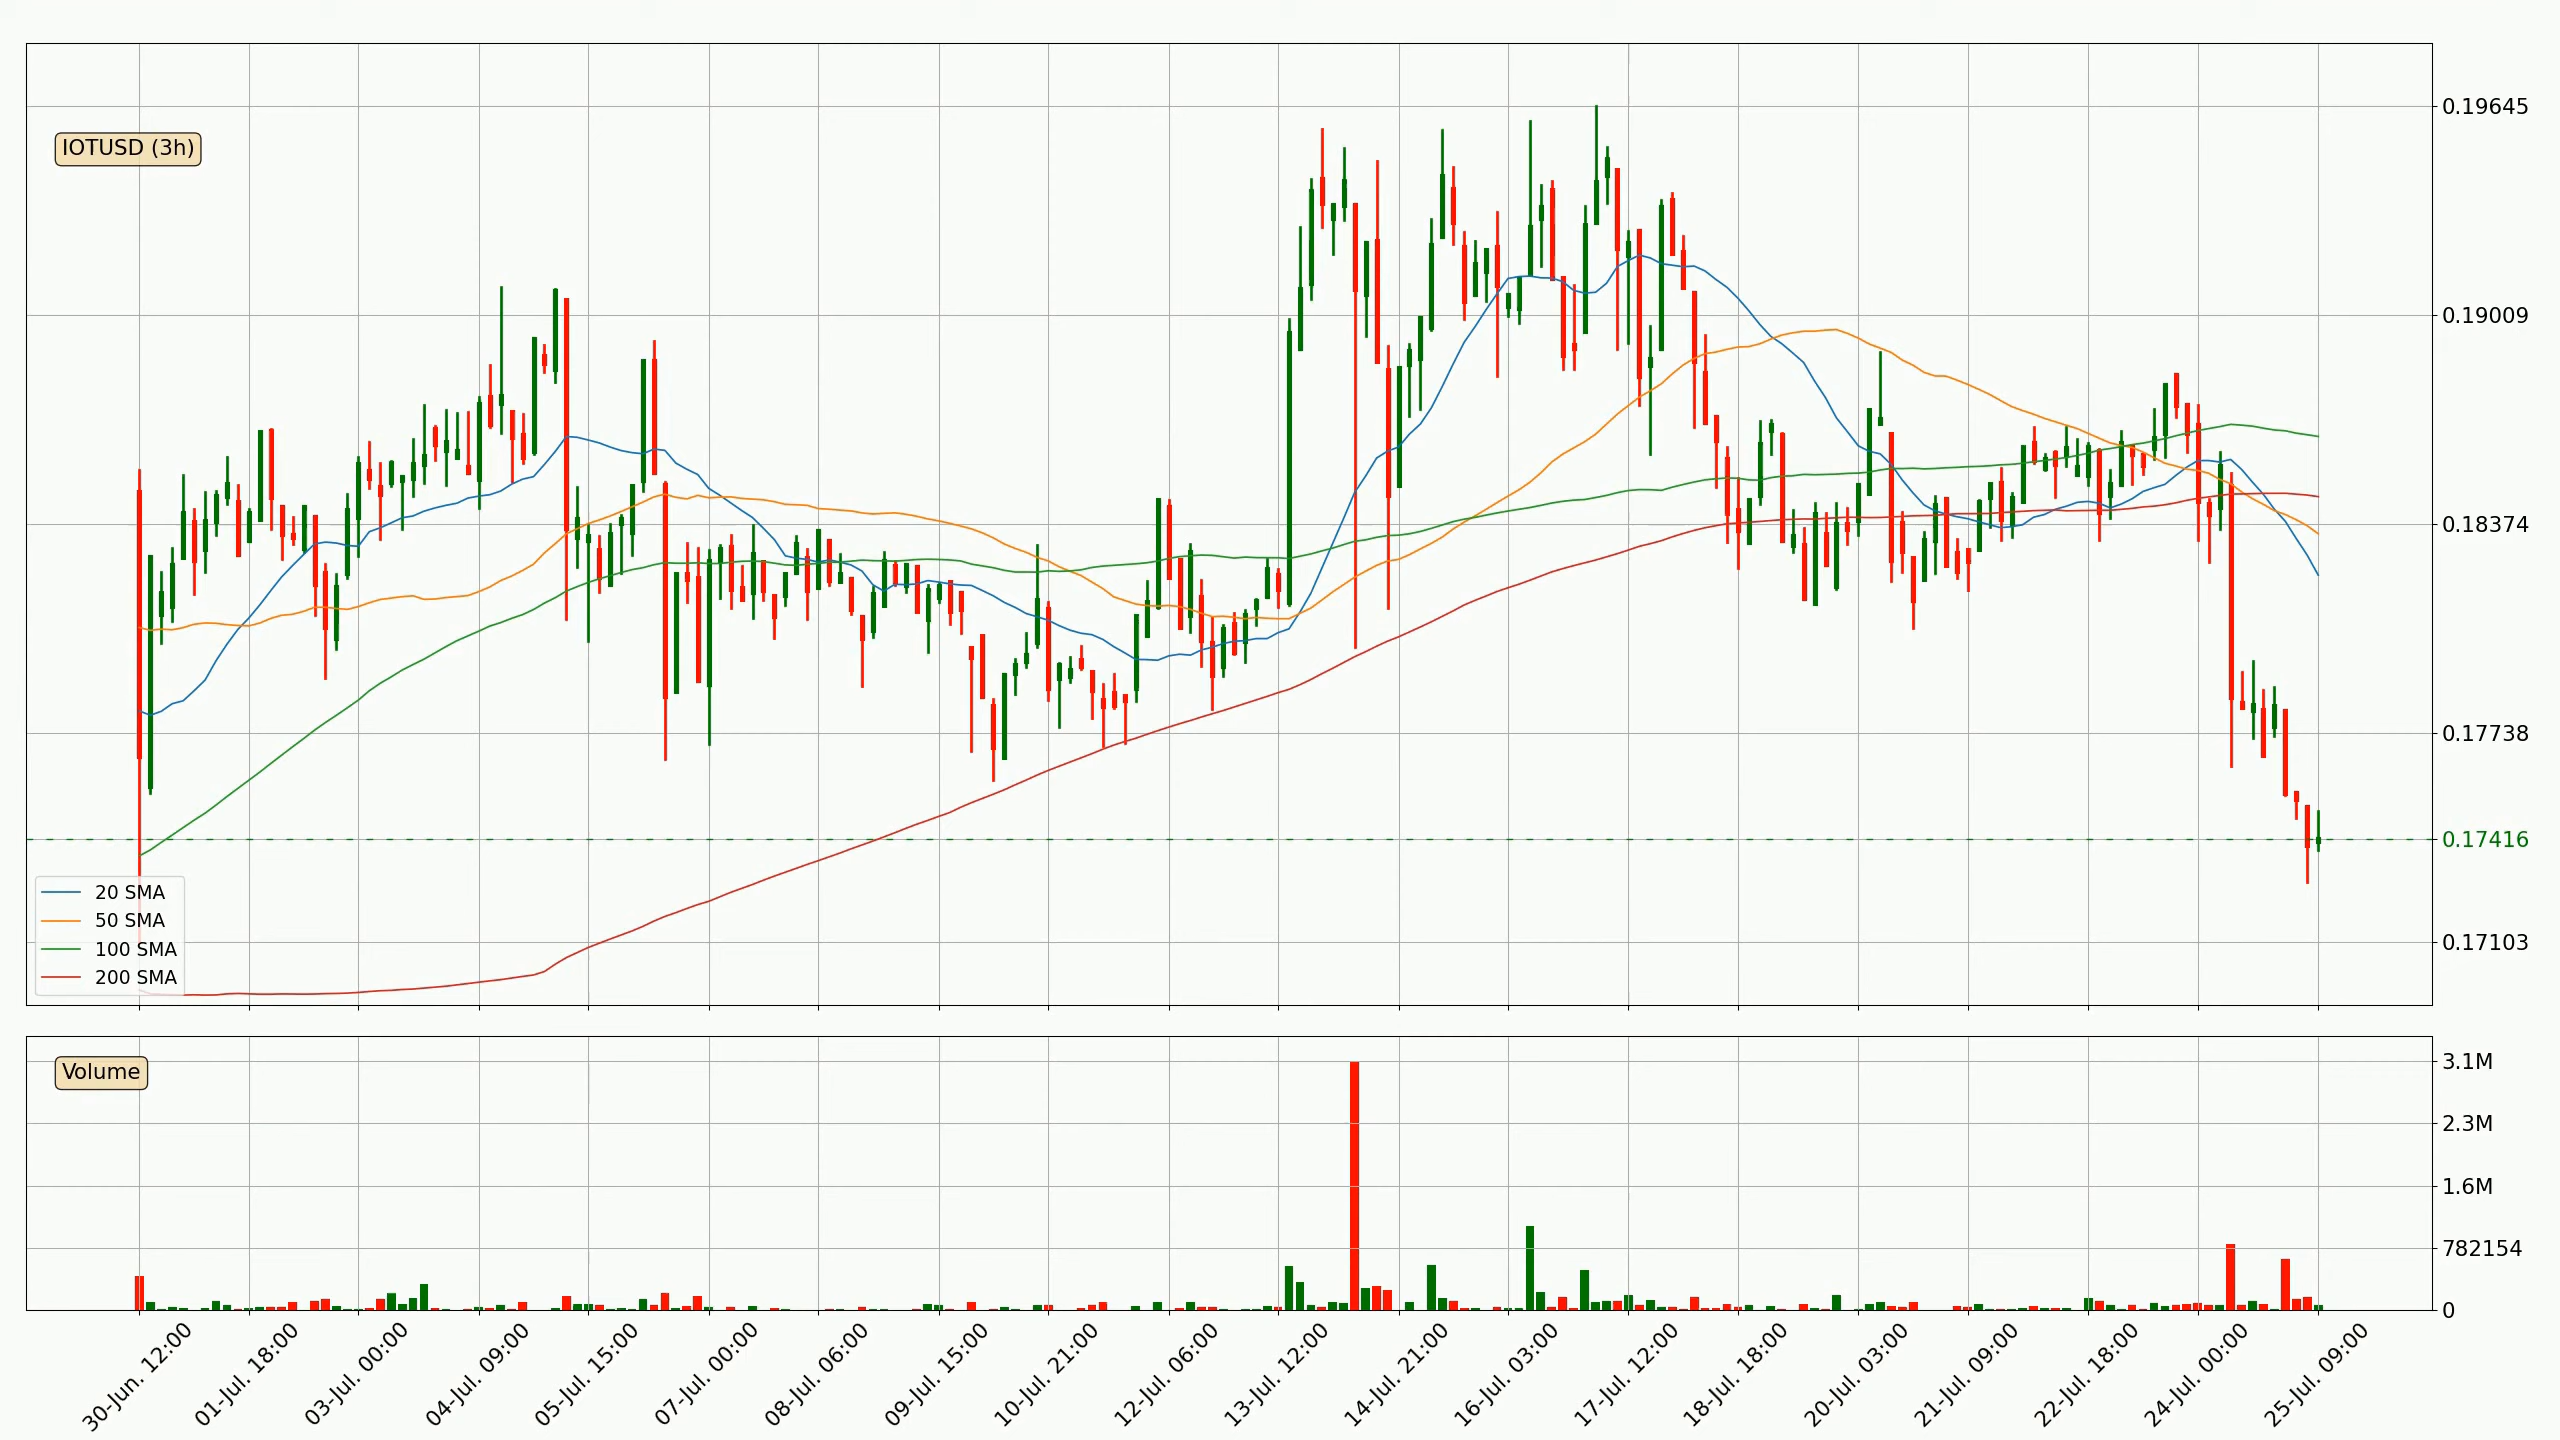 0.19645
IOTUSD (3h)
0.19009
0.18374
0.17738
0.17416
20 SMA
50 SMA
0.17103
100 SMA
200 SMA
Volume
3.1M
2.3M
1.6M
782154
0
30-Jun. 12:00
01-Jul. 18:00
03-Jul. 00:00
04-Jul. 09:00
05-Jul. 15:00
07-Jul. 00:00
08-Jul. 06:00
09-Jul. 15:00
10-Jul. 21:00
12-Jul. 06:00
13-Jul. 12:00
14-Jul. 21:00
16-Jul. 03:00
17-Jul. 12:00
18-Jul. 18:00
20-Jul. 03:00
21-Jul. 09:00
22-Jul. 18:00
24-Jul. 00:00
25-Jul. 09:00